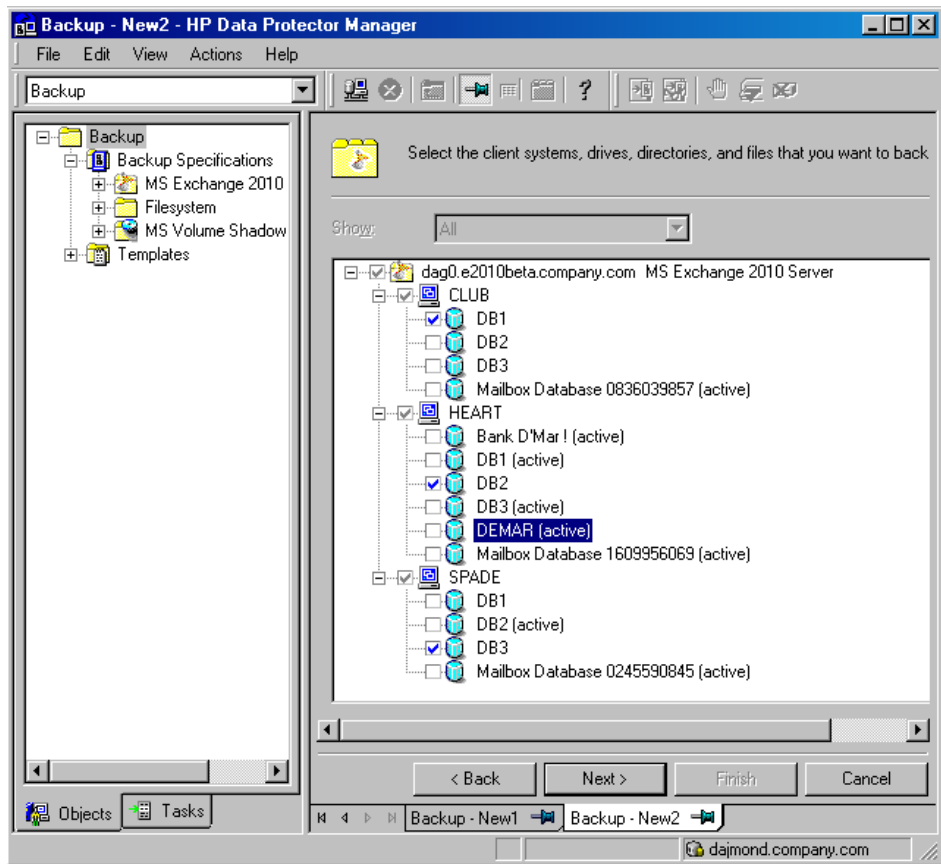 Backup - New2 - HP Data Protector Manager
File Edit View Actions Help
Backup
Backup
Backup Specifications
MS Exchange 2010
Filesystem
MS Volume Shadow
Templates
Objects Tasks
Select the client systems, drives, directories, and files that you want to back
Show: All
dag0.e2010beta.company.com MS Exchange 2010 Server
CLUB
DB1
DB2
DB3
Mailbox Database 0836039857 (active)
HEART
Bank D'Mar ! (active)
DB1 (active)
DB2
DB3 (active)
DEMAR (active)
Mailbox Database 1609956069 (active)
SPADE
DB1
DB2 (active)
DB3
Mailbox Database 0245590845 (active)
< Back Next > Finish Cancel
Backup - New1 Backup - New2
dajmond.company.com